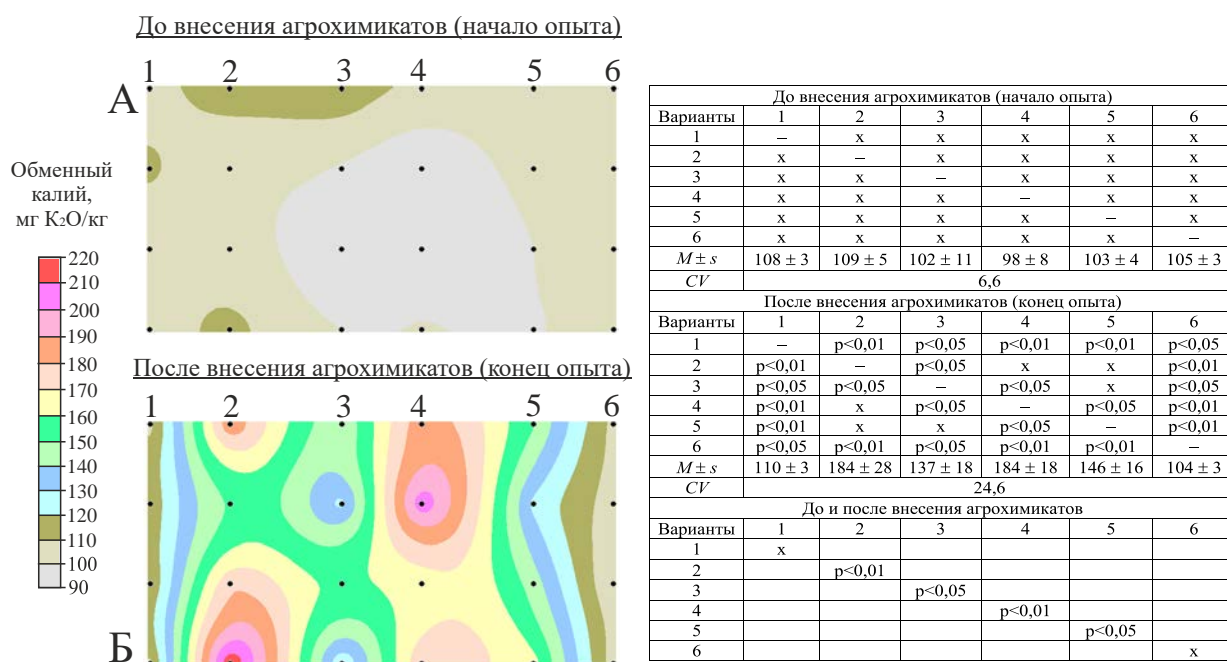 До внесения агрохимикатов (начало опыта)
1 2 3 4 5 6
А
Обменный
калий,
мг K₂O/кг
220
210
200
190
180
170
160
150
140
130
120
110
100
90
После внесения агрохимикатов (конец опыта)
1 2 3 4 5 6
Б
До внесения агрохимикатов (начало опыта)
Варианты 1 2 3 4 5 6
1 – x x x x x
2 x – x x x x
3 x x – x x x
4 x x x – x x
5 x x x x – x
6 x x x x x –
M ± s 108 ± 3 109 ± 5 102 ± 11 98 ± 8 103 ± 4 105 ± 3
CV 6,6
После внесения агрохимикатов (конец опыта)
Варианты 1 2 3 4 5 6
1 – p<0,01 p<0,05 p<0,01 p<0,01 p<0,05
2 p<0,01 – p<0,05 x x p<0,01
3 p<0,05 p<0,05 – p<0,05 x p<0,05
4 p<0,01 x p<0,05 – p<0,05 p<0,01
5 p<0,01 x x p<0,05 – p<0,01
6 p<0,05 p<0,01 p<0,05 p<0,01 p<0,01 –
M ± s 110 ± 3 184 ± 28 137 ± 18 184 ± 18 146 ± 16 104 ± 3
CV 24,6
До и после внесения агрохимикатов
Варианты 1 2 3 4 5 6
1 x
2 p<0,01
3 p<0,05
4 p<0,01
5 p<0,05
6 x